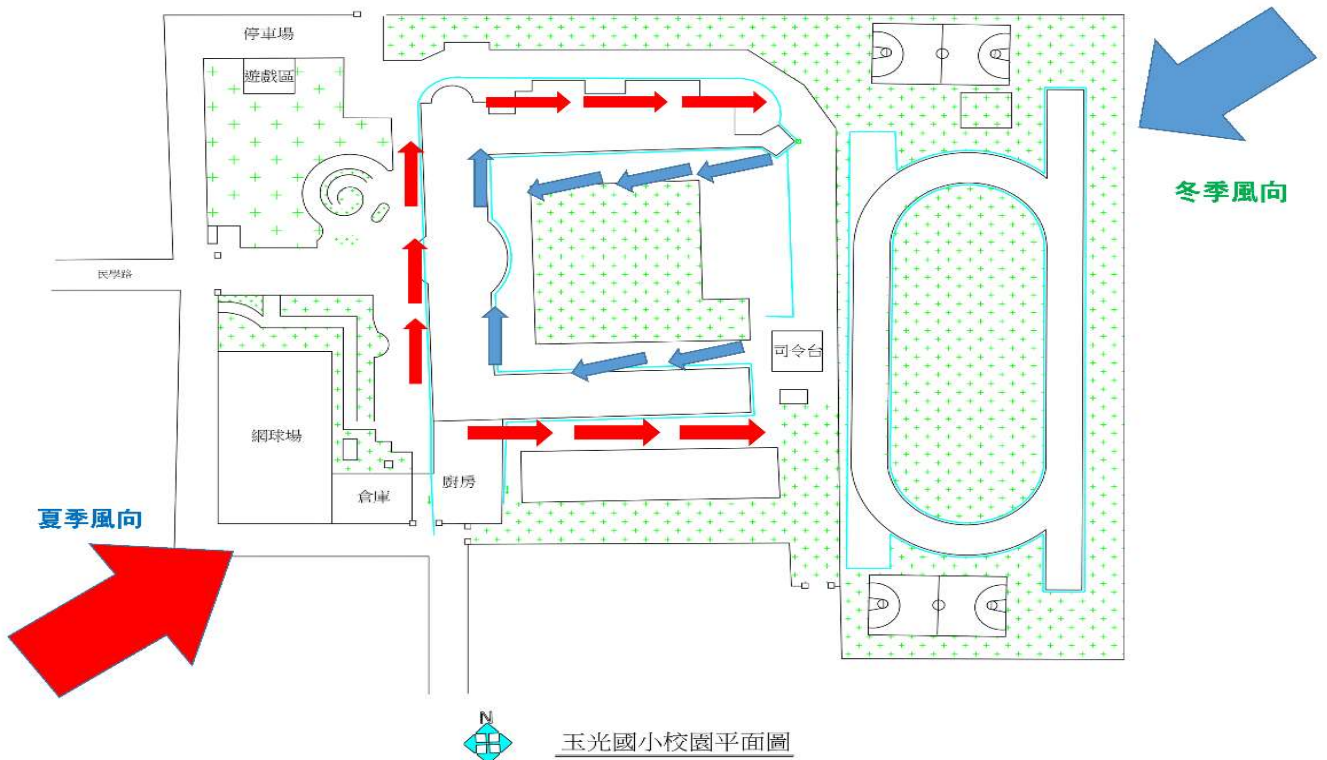 停車場
遊戲區
冬季風向
民學路
司令台
網球場
廚房
倉庫
夏季風向
N
玉光國小校園平面圖